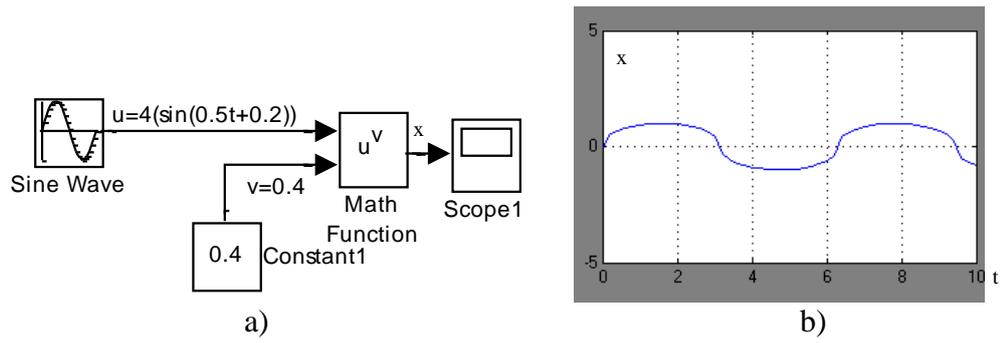 u=4(sin(0.5t+0.2))
Sine Wave
v=0.4
u^v
x
Math
Function
Scope1
0.4
Constant1
a)
5
x
0
-5
0 2 4 6 8 10 t
b)